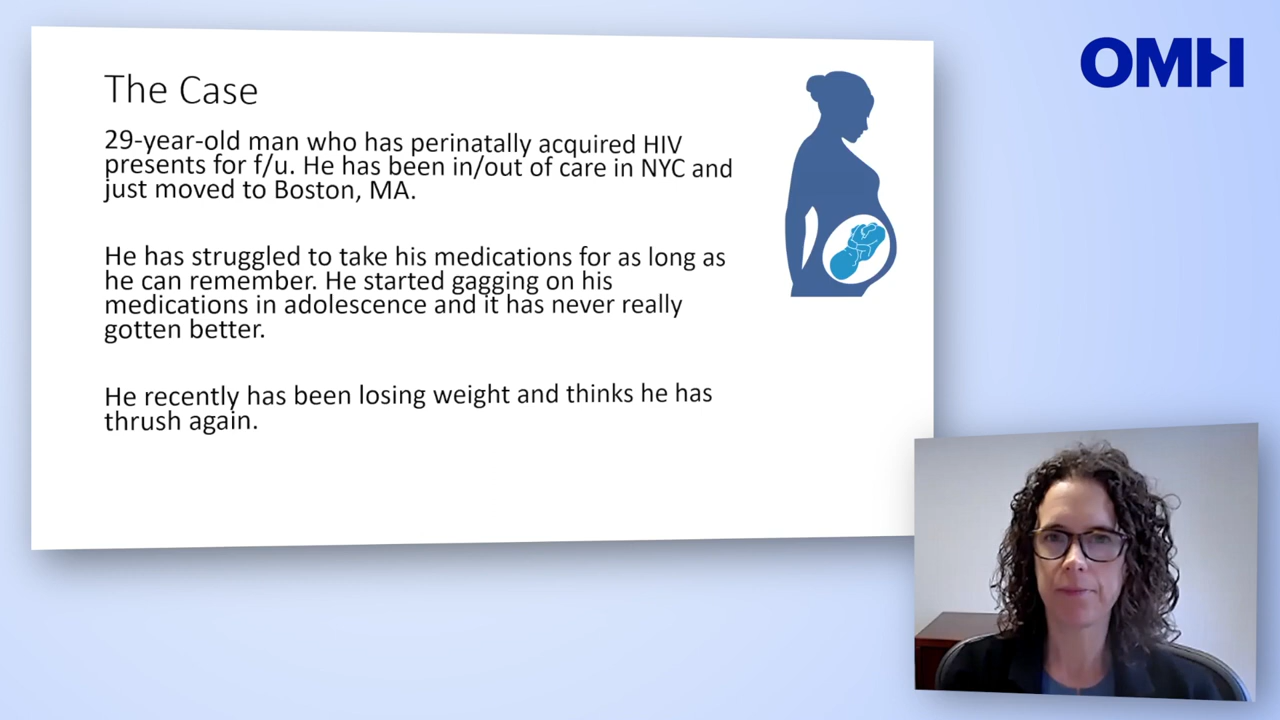 OMH
The Case
29-year-old man who has perinatally acquired HIV
presents for f/u. He has been in/out of care in NYC and
just moved to Boston, MA.
He has struggled to take his medications for as long as
he can remember. He started gagging on his
medications in adolescence and it has never really
gotten better.
He recently has been losing weight and thinks he has
thrush again.